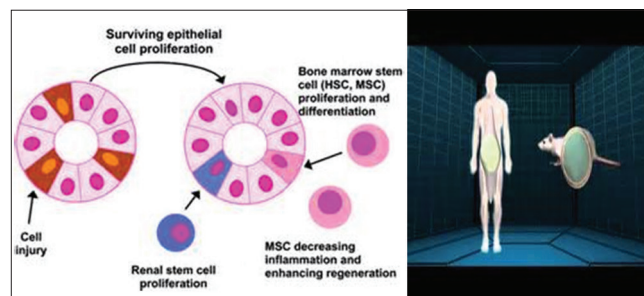 Surviving epithelial
cell proliferation
Bone marrow stem
cell (HSC, MSC)
proliferation and
differentiation
Cell
injury
Renal stem cell
proliferation
MSC decreasing
inflammation and
enhancing regeneration